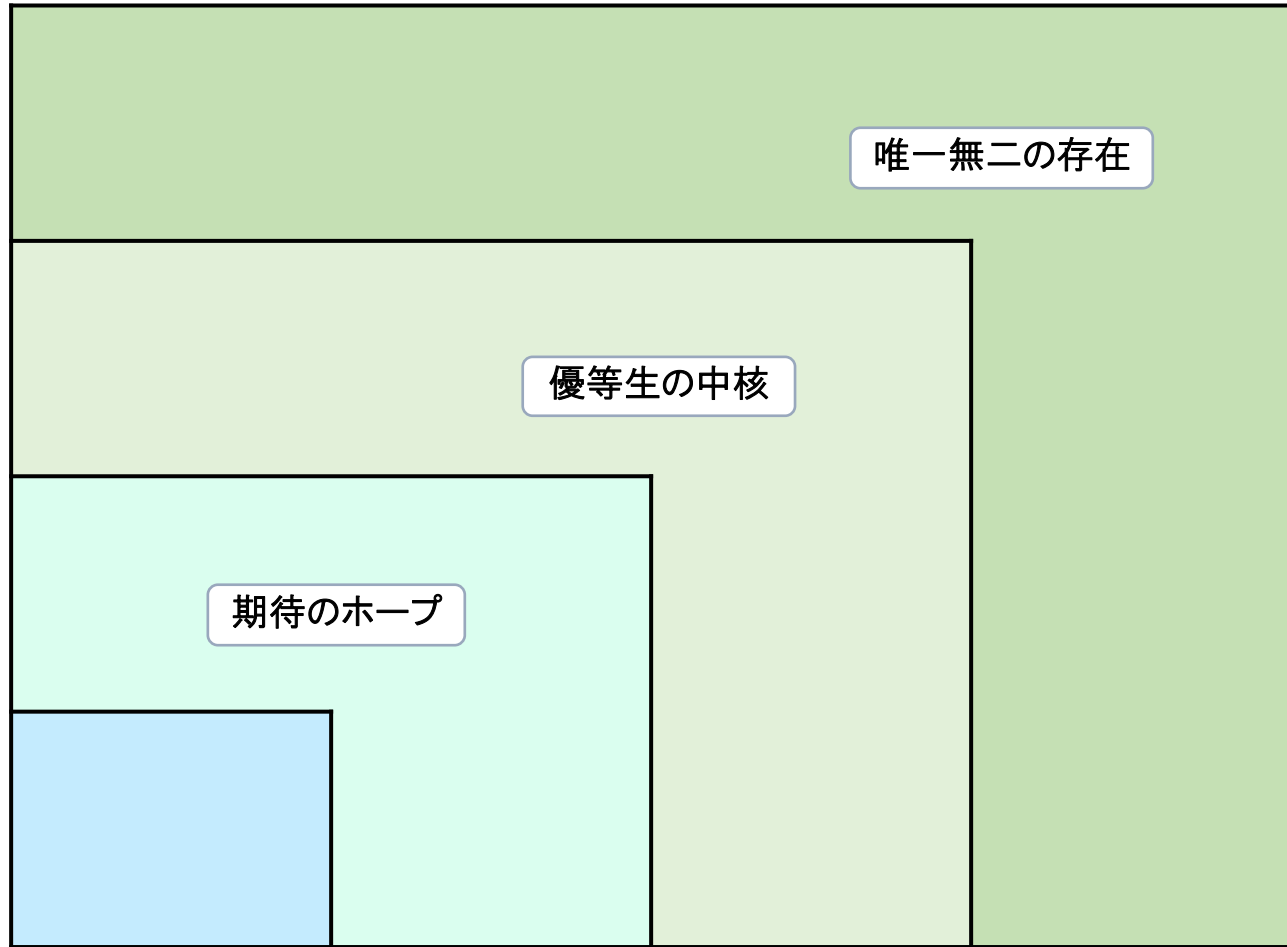 唯一無二の存在
優等生の中核
期待のホープ